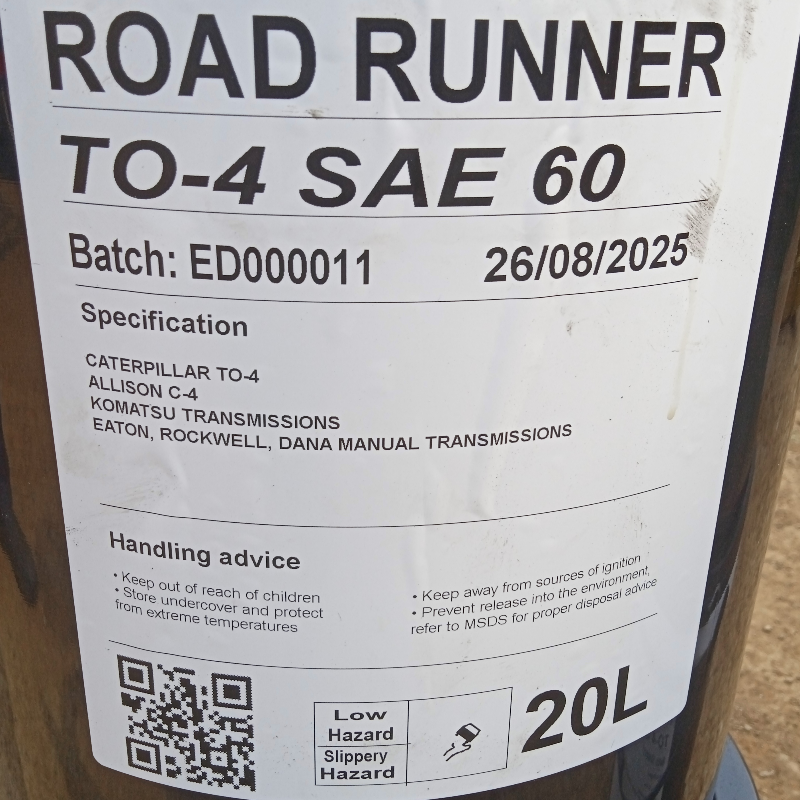 ROAD RUNNER
TO-4 SAE 60
Batch: ED000011 26/08/2025
Specification
CATERPILLAR TO-4
ALLISON C-4
KOMATSU TRANSMISSIONS
EATON, ROCKWELL, DANA MANUAL TRANSMISSIONS
Handling advice
• Keep out of reach of children
• Store undercover and protect
from extreme temperatures
• Keep away from sources of ignition
• Prevent release into the environment,
refer to MSDS for proper disposal advice
Low
Hazard
Slippery
Hazard
20L